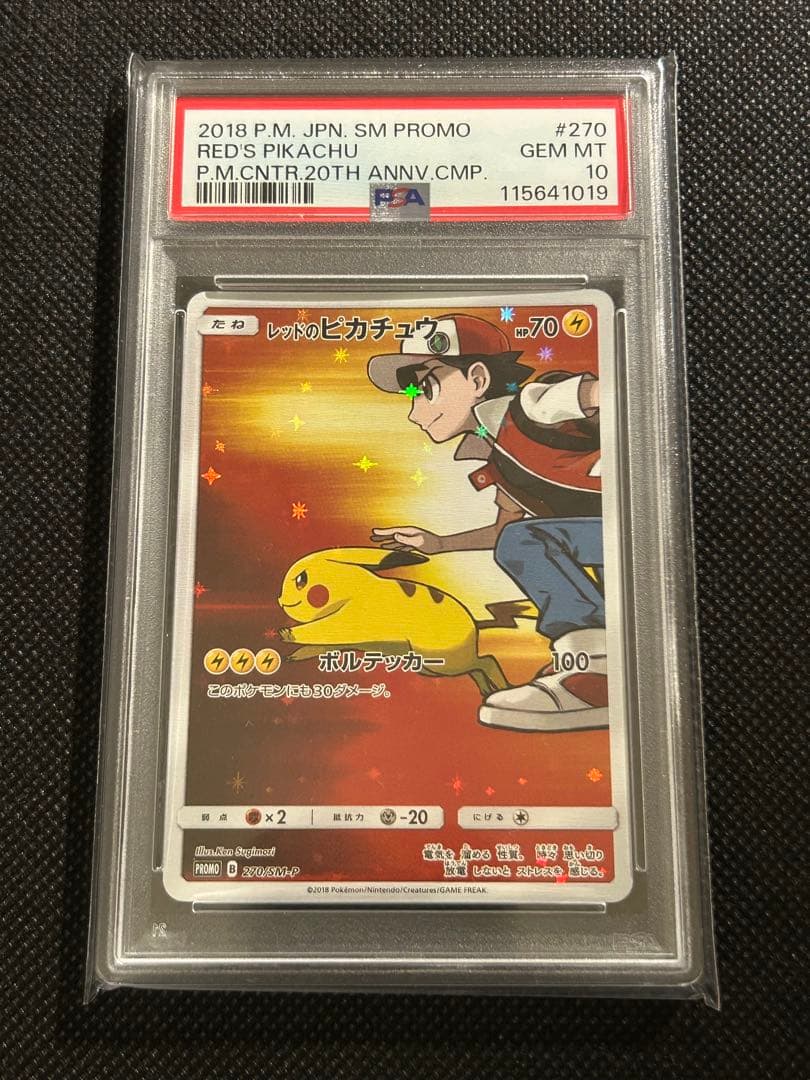 2018 P.M. JPN. SM PROMO #270
RED'S PIKACHU GEM MT
P.M.CNTR.20TH ANNV.CMP. 10
PSA 115641019
たね レッドのピカチュウ HP70
ボルテッカー 100
このポケモンにも30ダメージ。
弱点 ×2 抵抗力 -20 にげる
Illus.Ken Sugimori
PROMO B 270/SM-P
電気を溜める性質。時々思い切り
放電しないとストレスを感じる。
©2018 Pokémon/Nintendo/Creatures/GAME FREAK.